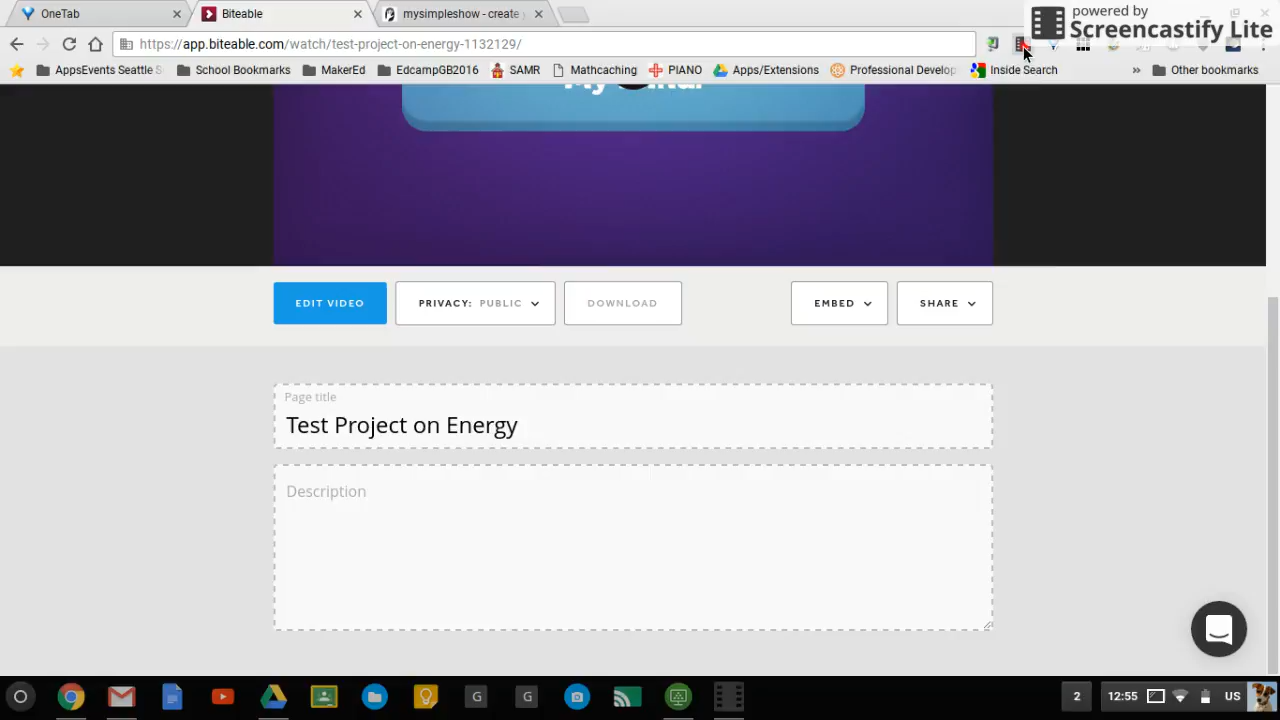 OneTab
Biteable
mysimpleshow - create
powered by
Screencastify Lite
https://app.biteable.com/watch/test-project-on-energy-1132129/
AppsEvents Seattle S
School Bookmarks
MakerEd
EdcampGB2016
SAMR
Mathcaching
PIANO
Apps/Extensions
Professional Develop
Inside Search
»
Other bookmarks
EDIT VIDEO
PRIVACY: PUBLIC
DOWNLOAD
EMBED
SHARE
Page title
Test Project on Energy
Description
G
G
2
12:55
US